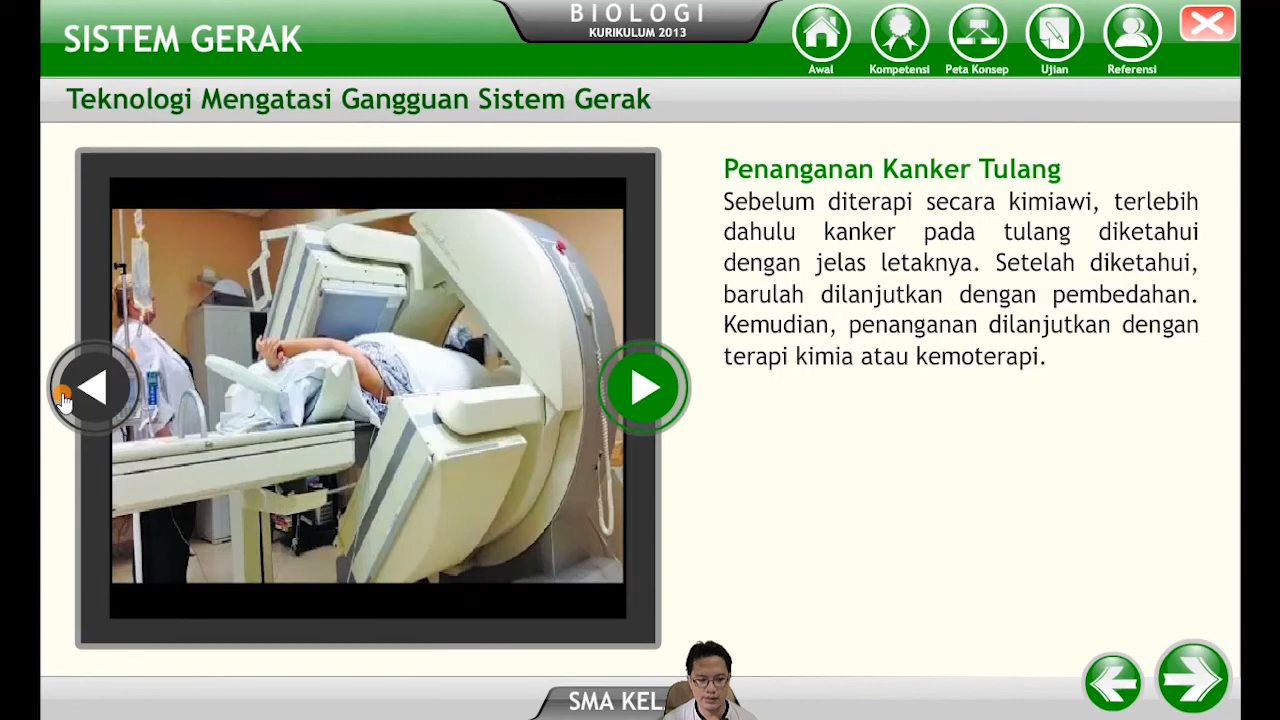 BIOLOGI
KURIKULUM 2013
SISTEM GERAK
Awal
Kompetensi
Peta Konsep
Ujian
Referensi
Teknologi Mengatasi Gangguan Sistem Gerak
Penanganan Kanker Tulang
Sebelum diterapi secara kimiawi, terlebih
dahulu kanker pada tulang diketahui
dengan jelas letaknya. Setelah diketahui,
barulah dilanjutkan dengan pembedahan.
Kemudian, penanganan dilanjutkan dengan
terapi kimia atau kemoterapi.
SMA KEL